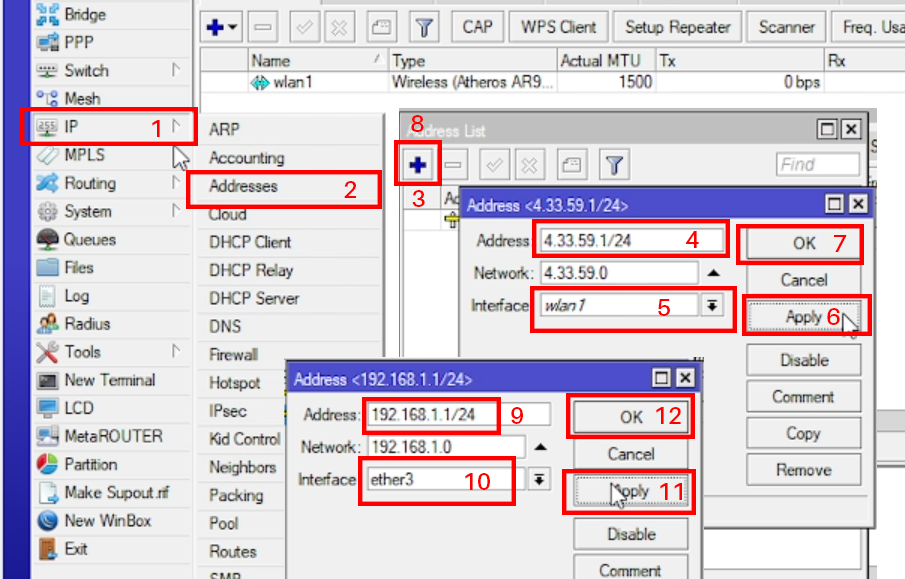 Bridge
PPP
Switch
Mesh
IP 1
MPLS
Routing
System
Queues
Files
Log
Radius
Tools
New Terminal
LCD
MetaROUTER
Partition
Make Supout.rif
New WinBox
Exit
CAP WPS Client Setup Repeater Scanner Freq. Usa
Name / Type Actual MTU Tx Rx
wlan1 Wireless (Atheros AR9... 1500 0 bps
ARP
Accounting
Addresses 2
Cloud
DHCP Client
DHCP Relay
DHCP Server
DNS
Firewall
Hotspot
IPsec
Kid Control
Neighbors
Packing
Pool
Routes
SMB
8
Address List
Find
3
Address <4.33.59.1/24>
Address: 4.33.59.1/24 4
Network: 4.33.59.0
Interface: wlan1 5
OK 7
Cancel
Apply 6
Disable
Comment
Copy
Remove
Address <192.168.1.1/24>
Address: 192.168.1.1/24 9
Network: 192.168.1.0
Interface: ether3 10
OK 12
Cancel
Apply 11
Disable
Comment